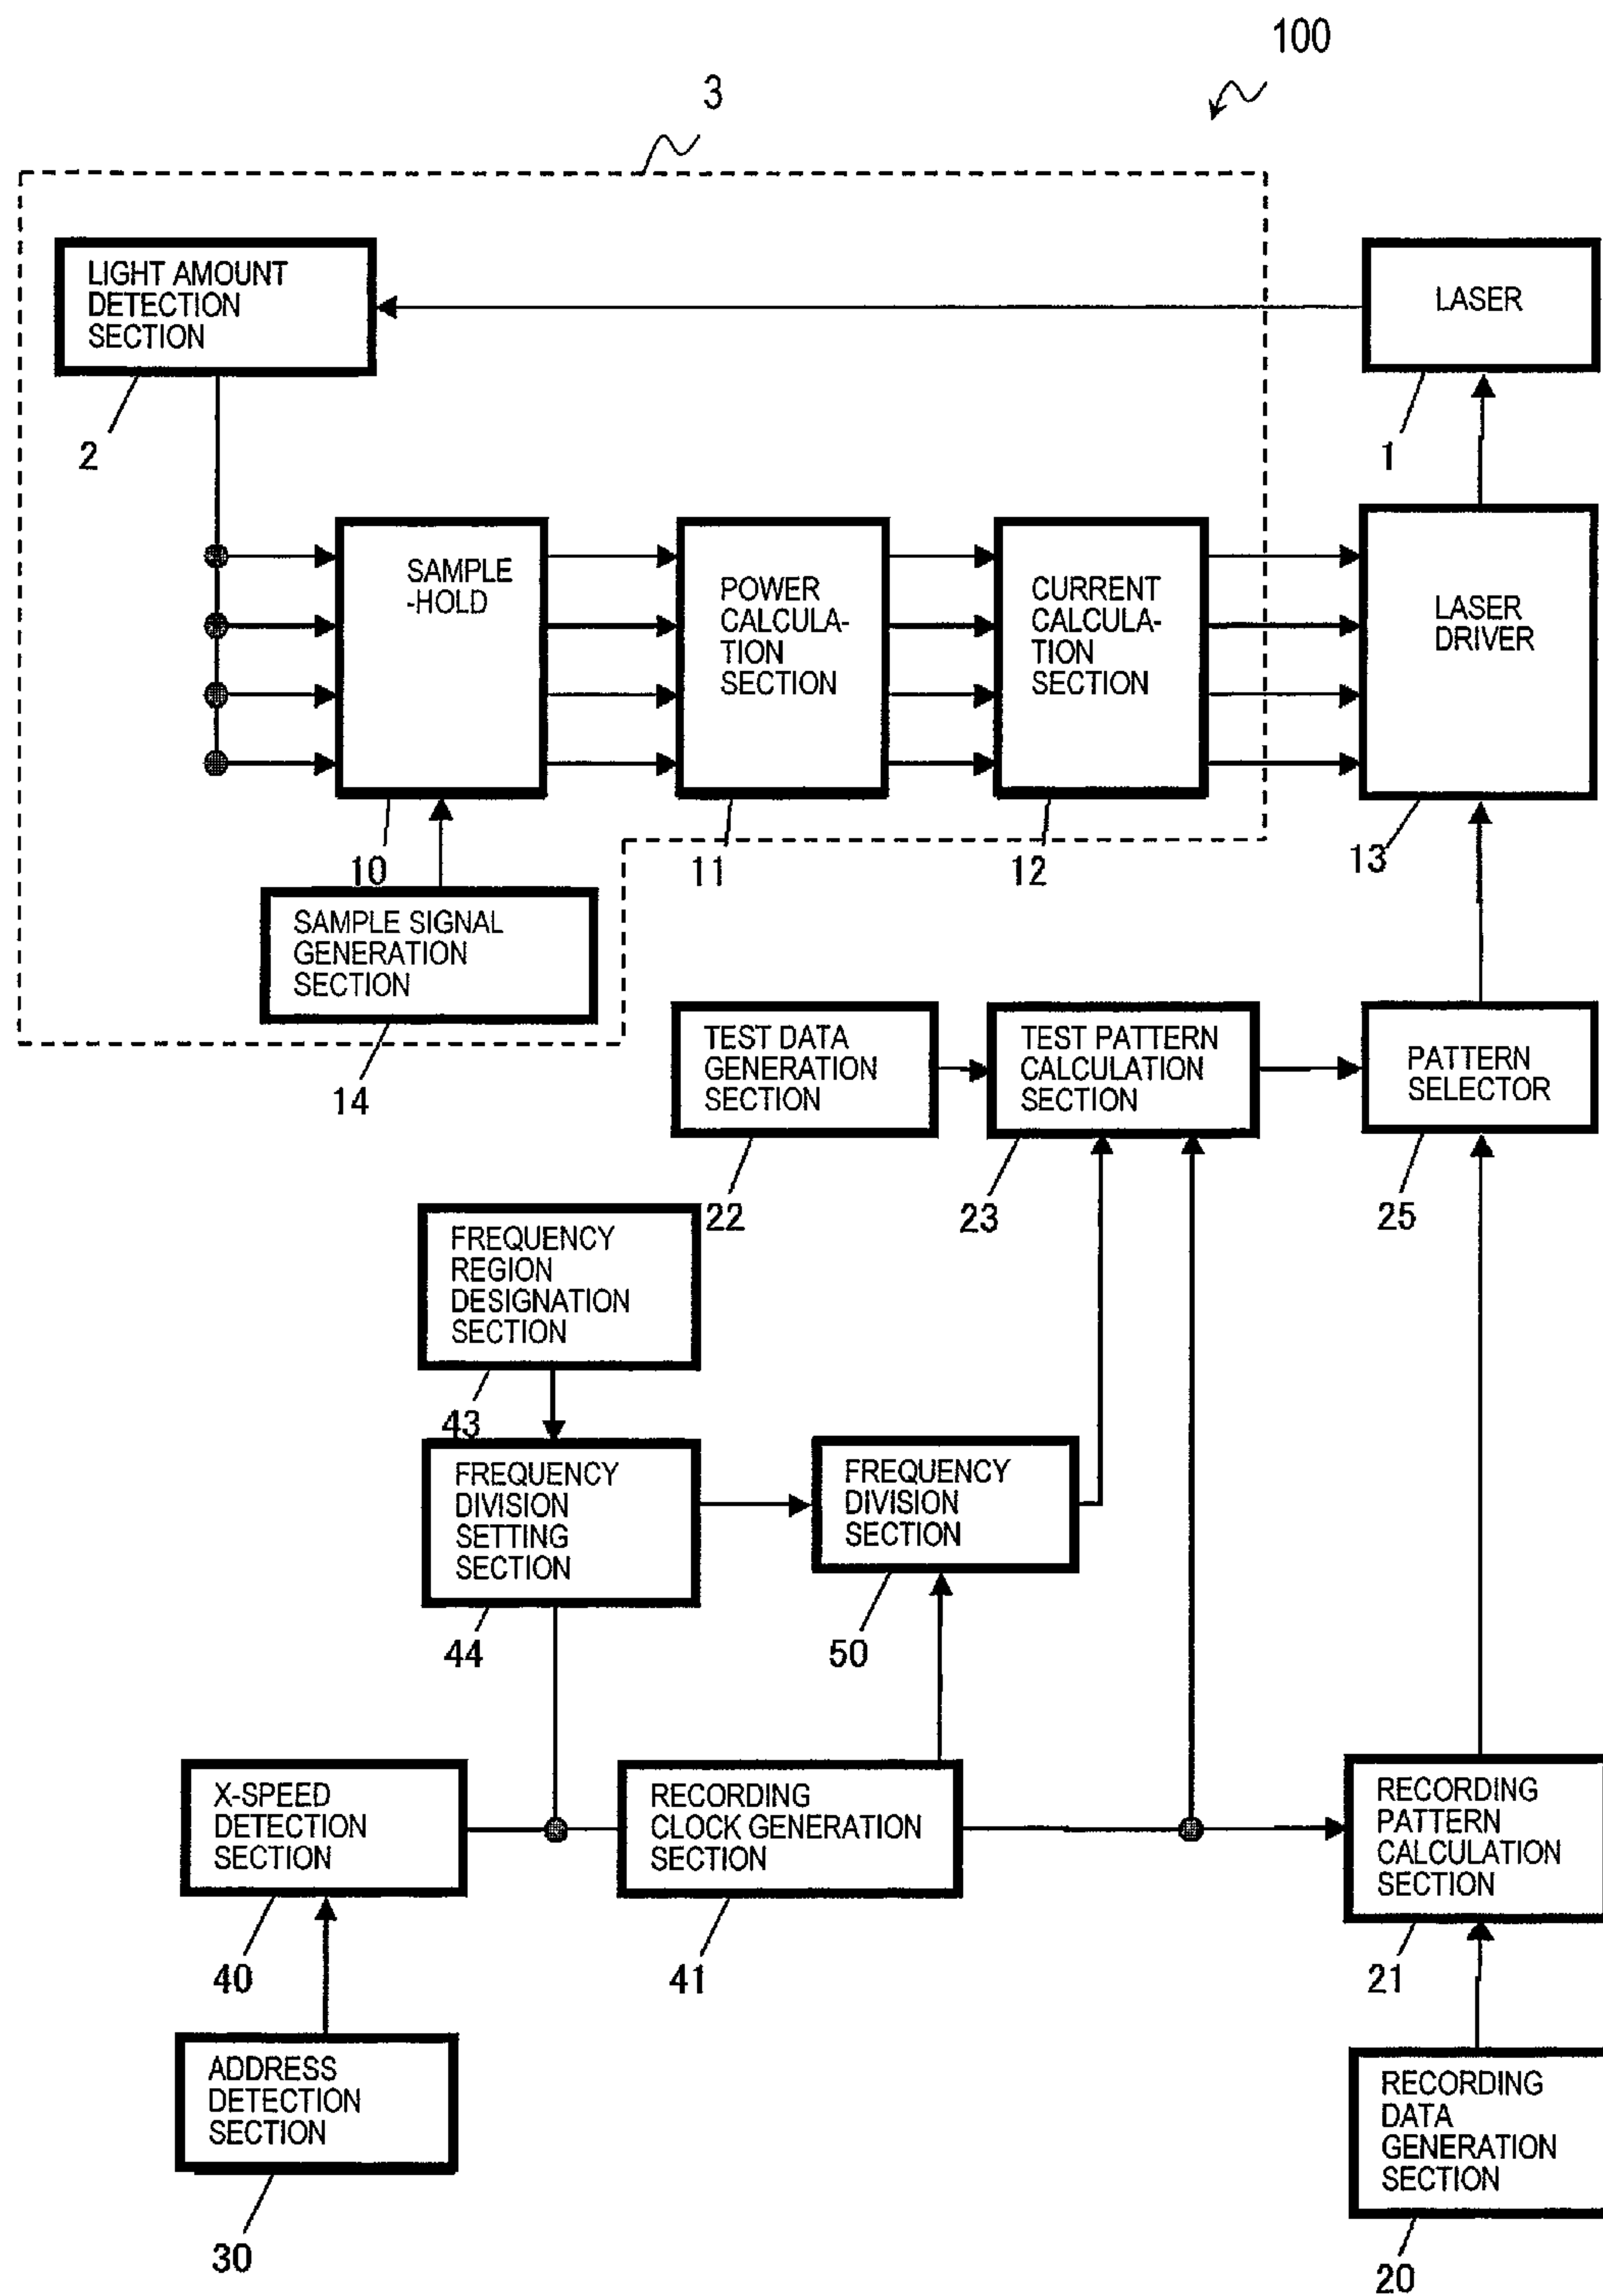 100
3
LIGHT AMOUNT
DETECTION
SECTION
LASER
2
1
SAMPLE
-HOLD
POWER
CALCULA-
TION
SECTION
CURRENT
CALCULA-
TION
SECTION
LASER
DRIVER
10
11
12
13
SAMPLE SIGNAL
GENERATION
SECTION
14
TEST DATA
GENERATION
SECTION
TEST PATTERN
CALCULATION
SECTION
PATTERN
SELECTOR
22
23
25
FREQUENCY
REGION
DESIGNATION
SECTION
43
FREQUENCY
DIVISION
SETTING
SECTION
FREQUENCY
DIVISION
SECTION
44
50
X-SPEED
DETECTION
SECTION
RECORDING
CLOCK GENERATION
SECTION
RECORDING
PATTERN
CALCULATION
SECTION
40
41
21
ADDRESS
DETECTION
SECTION
RECORDING
DATA
GENERATION
SECTION
30
20